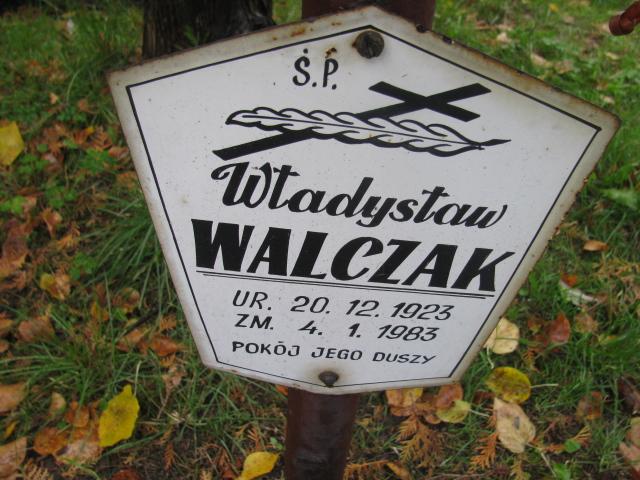 Ś.P.
Władysław
WALCZAK
UR. 20. 12. 1923
ZM. 4. 1. 1983
POKÓJ JEGO DUSZY